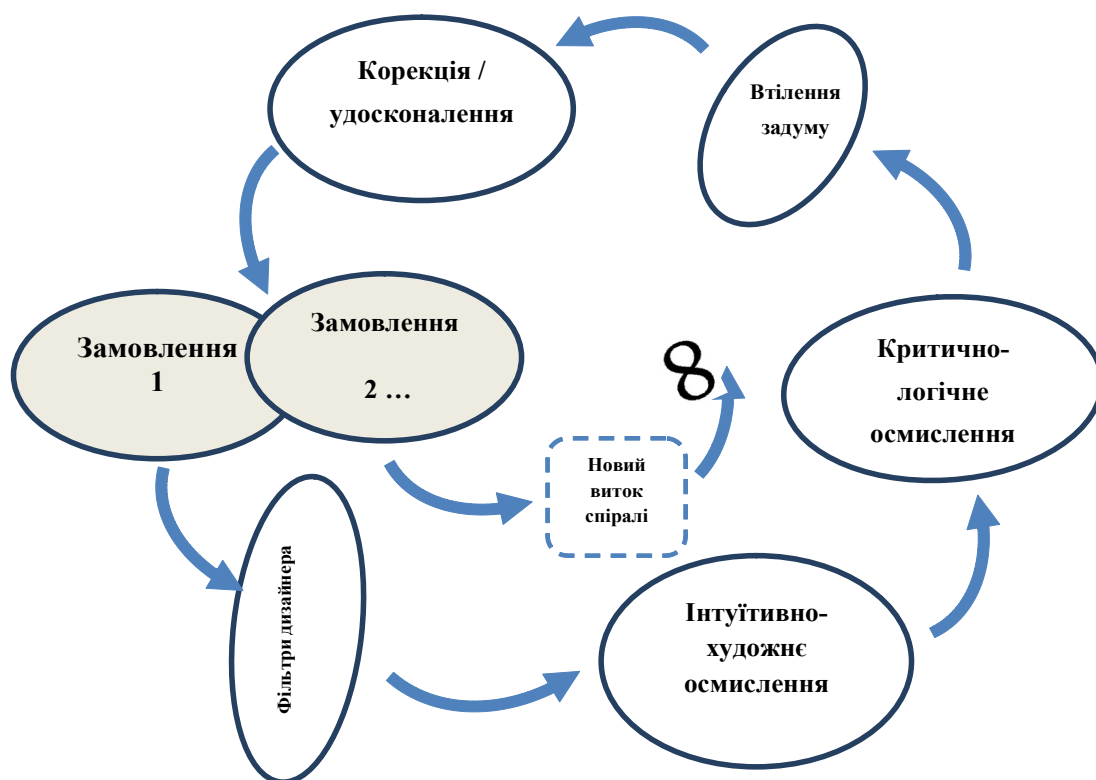 Корекція /
удосконалення
Втілення
задуму
Замовлення
1
Замовлення
2 ...
Критично-
логічне
осмислення
8
Новий
виток
спіралі
Фільтри дизайнера
Інтуїтивно-
художнє
осмислення